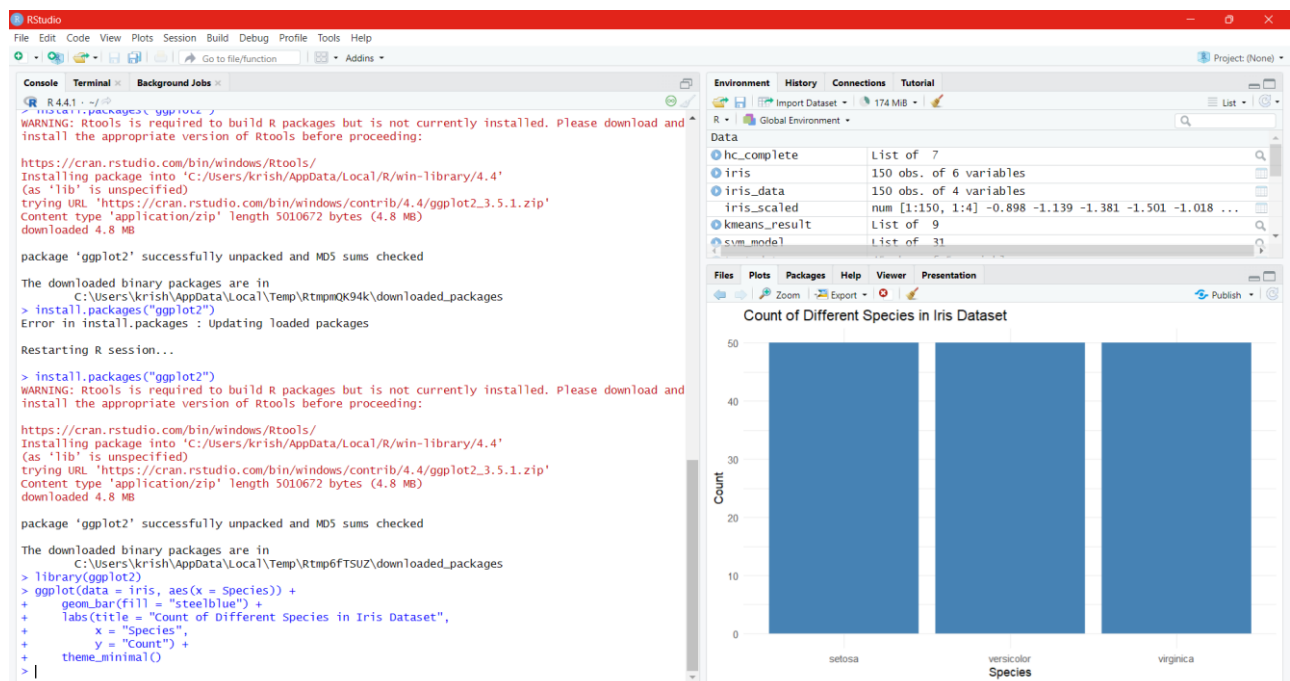 RStudio
File Edit Code View Plots Session Build Debug Profile Tools Help
Go to file/function
Addins
Project: (None)
Console Terminal Background Jobs
R 4.4.1 · ~/
> install.packages("ggplot2")
WARNING: Rtools is required to build R packages but is not currently installed. Please download and
install the appropriate version of Rtools before proceeding:
https://cran.rstudio.com/bin/windows/Rtools/
Installing package into ‘C:/Users/krish/AppData/Local/R/win-library/4.4’
(as ‘lib’ is unspecified)
trying URL 'https://cran.rstudio.com/bin/windows/contrib/4.4/ggplot2_3.5.1.zip'
Content type 'application/zip' length 5010672 bytes (4.8 MB)
downloaded 4.8 MB
package ‘ggplot2’ successfully unpacked and MD5 sums checked
The downloaded binary packages are in
C:\Users\krish\AppData\Local\Temp\RtmpmQK94k\downloaded_packages
> install.packages("ggplot2")
Error in install.packages : Updating loaded packages
Restarting R session...
> install.packages("ggplot2")
WARNING: Rtools is required to build R packages but is not currently installed. Please download and
install the appropriate version of Rtools before proceeding:
https://cran.rstudio.com/bin/windows/Rtools/
Installing package into ‘C:/Users/krish/AppData/Local/R/win-library/4.4’
(as ‘lib’ is unspecified)
trying URL 'https://cran.rstudio.com/bin/windows/contrib/4.4/ggplot2_3.5.1.zip'
Content type 'application/zip' length 5010672 bytes (4.8 MB)
downloaded 4.8 MB
package ‘ggplot2’ successfully unpacked and MD5 sums checked
The downloaded binary packages are in
C:\Users\krish\AppData\Local\Temp\Rtmp6fTSUZ\downloaded_packages
> library(ggplot2)
> ggplot(data = iris, aes(x = Species)) +
+ geom_bar(fill = "steelblue") +
+ labs(title = "Count of Different Species in Iris Dataset",
+ x = "Species",
+ y = "Count") +
+ theme_minimal()
>
Environment History Connections Tutorial
Import Dataset 174 MiB List
R Global Environment
Data
hc_complete List of 7
iris 150 obs. of 6 variables
iris_data 150 obs. of 4 variables
iris_scaled num [1:150, 1:4] -0.898 -1.139 -1.381 -1.501 -1.018 ...
kmeans_result List of 9
svm_model List of 31
Files Plots Packages Help Viewer Presentation
Zoom Export Publish
Count of Different Species in Iris Dataset
50
40
30
20
10
0
Count
setosa versicolor virginica
Species